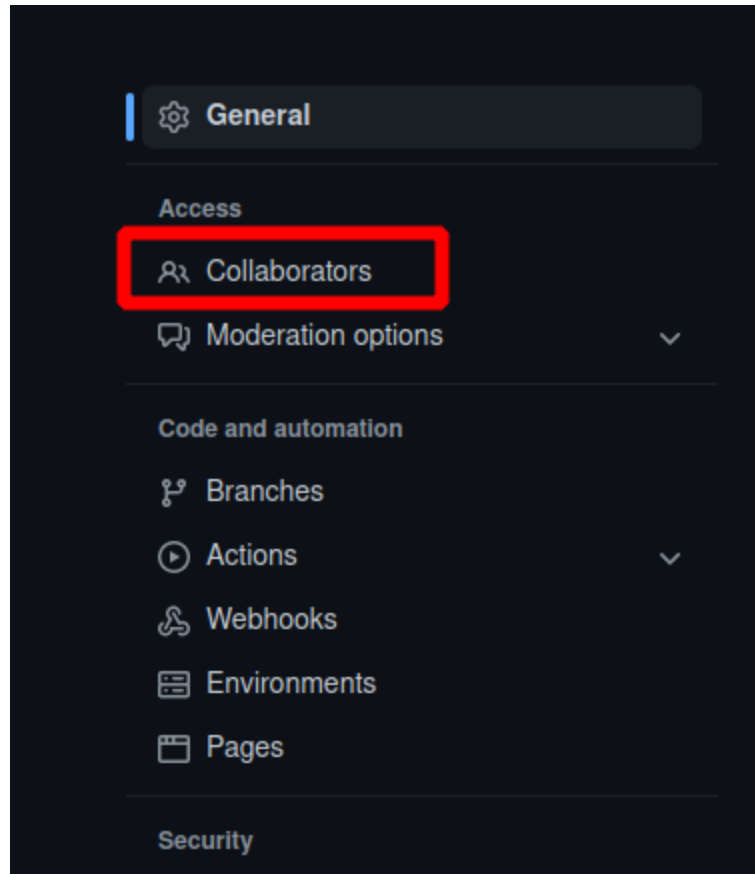 General
Access
Collaborators
Moderation options
Code and automation
Branches
Actions
Webhooks
Environments
Pages
Security